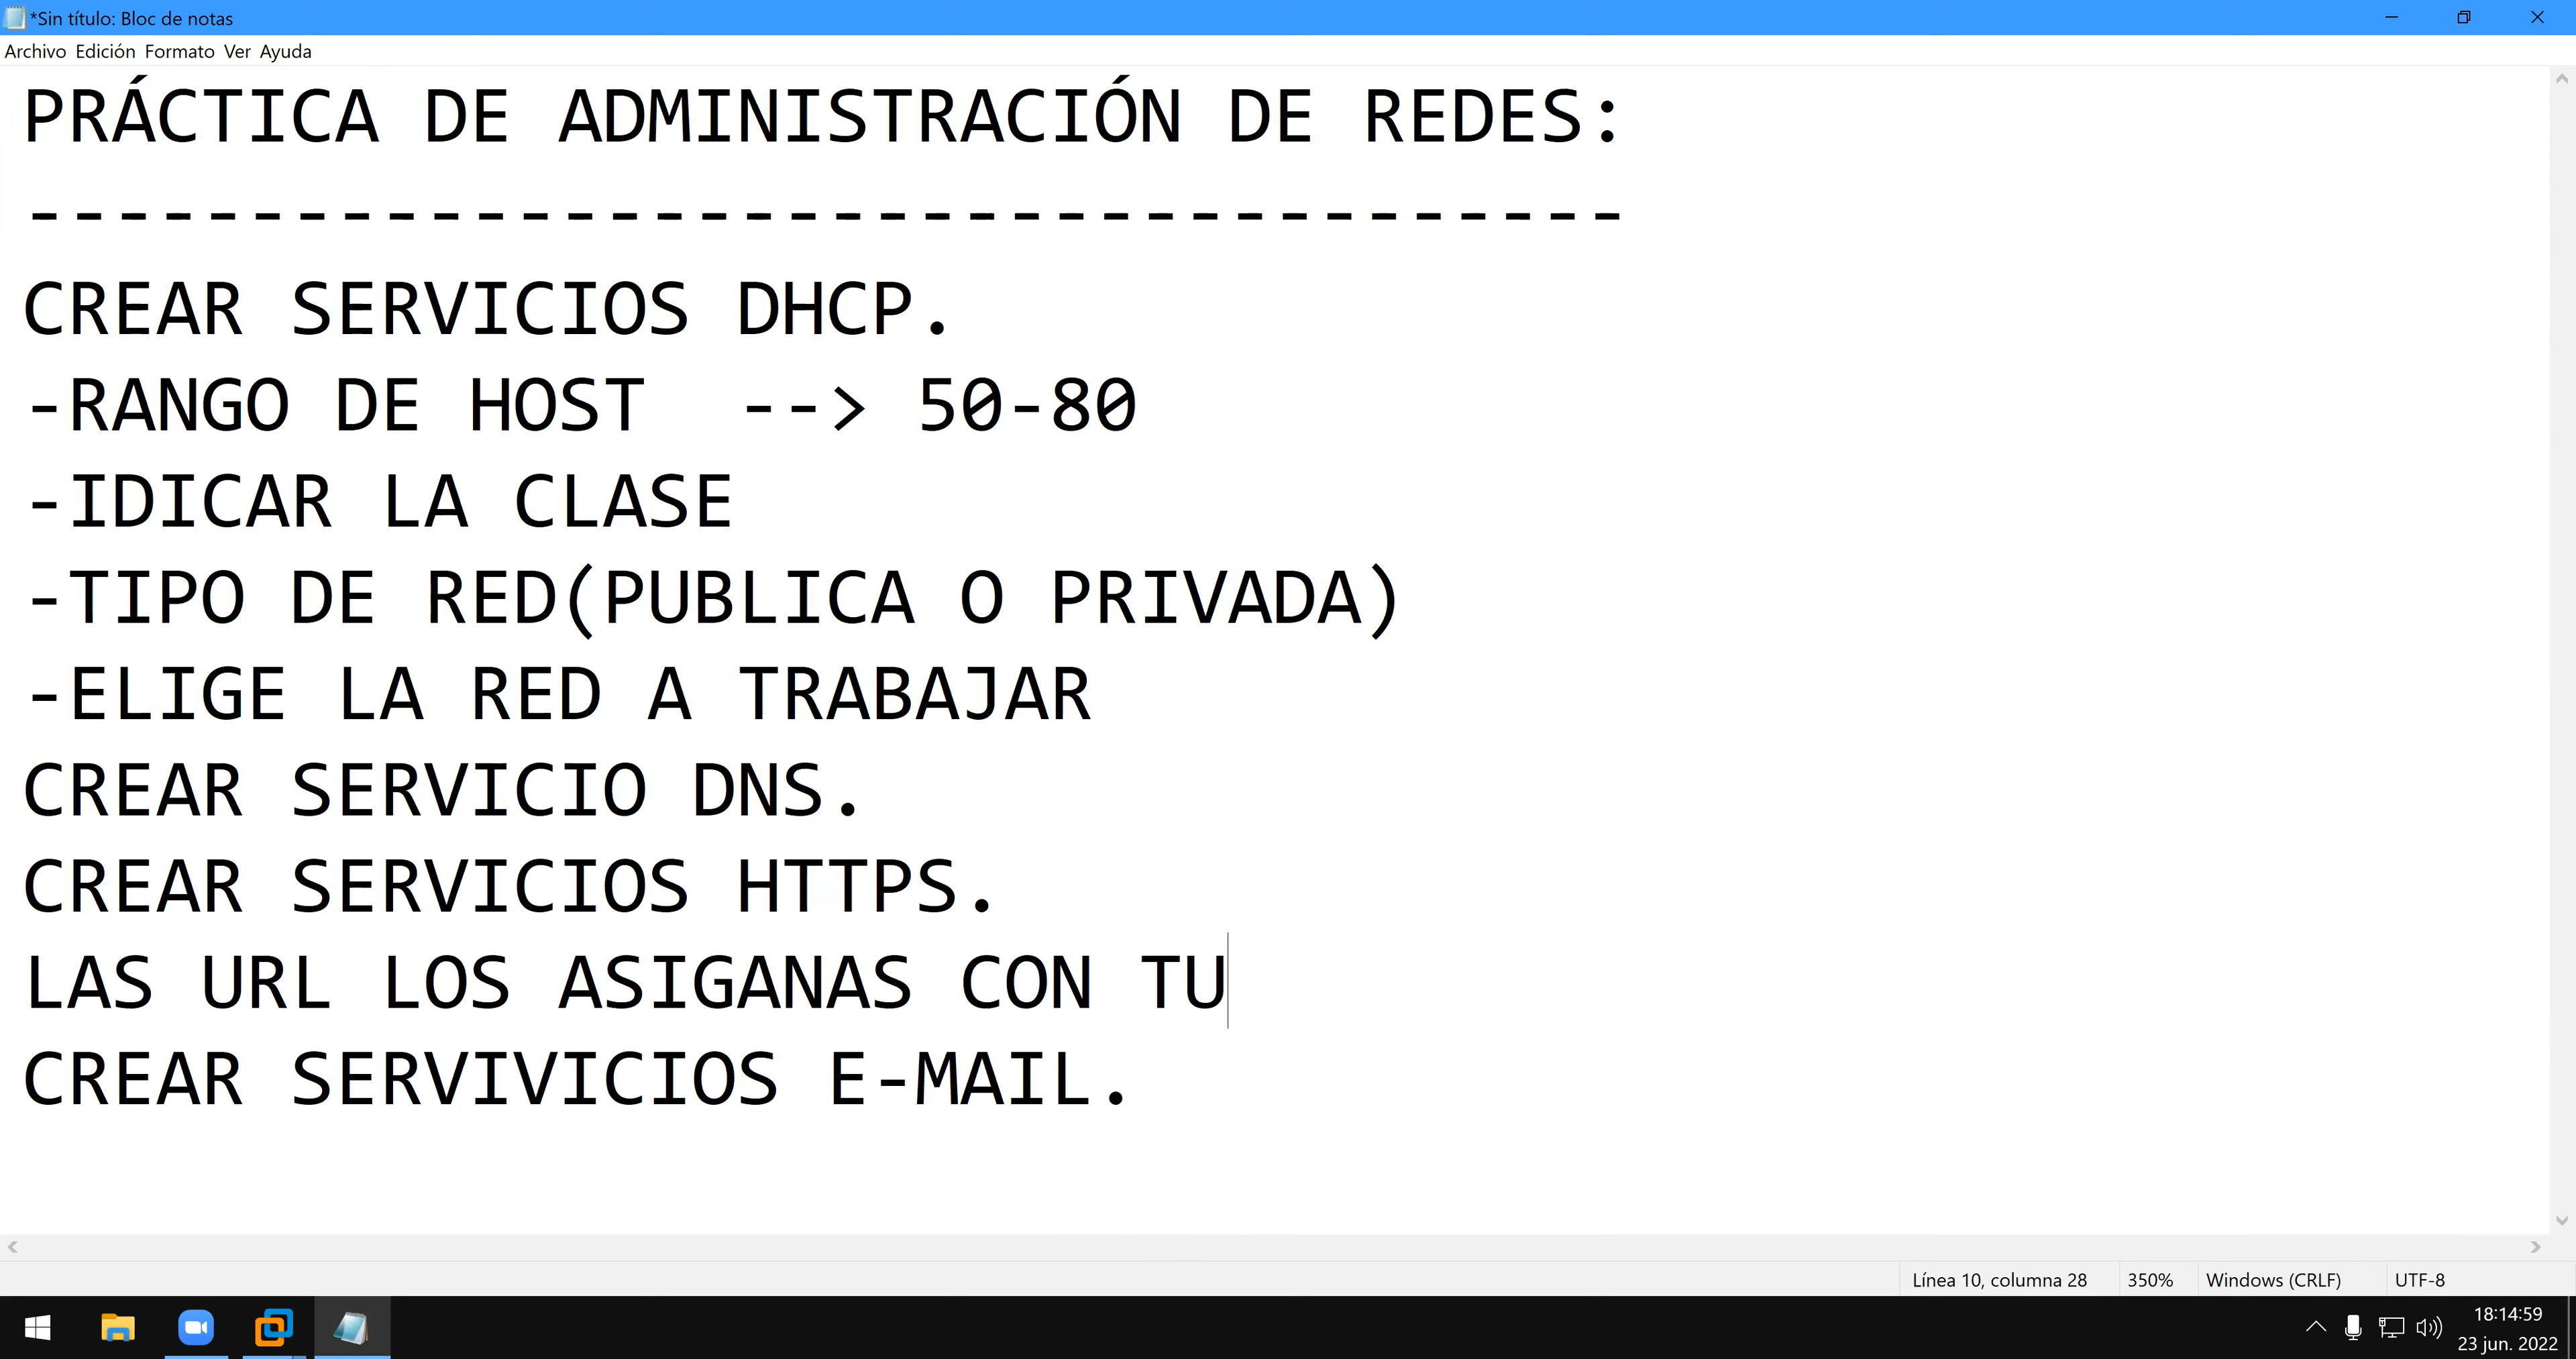 *Sin título: Bloc de notas
Archivo Edición Formato Ver Ayuda
PRÁCTICA DE ADMINISTRACIÓN DE REDES:
------------------------------------
CREAR SERVICIOS DHCP.
-RANGO DE HOST  --> 50-80
-IDICAR LA CLASE
-TIPO DE RED(PUBLICA O PRIVADA)
-ELIGE LA RED A TRABAJAR
CREAR SERVICIO DNS.
CREAR SERVICIOS HTTPS.
LAS URL LOS ASIGANAS CON TU
CREAR SERVIVICIOS E-MAIL.
Línea 10, columna 28 350% Windows (CRLF) UTF-8
18:14:59
23 jun. 2022